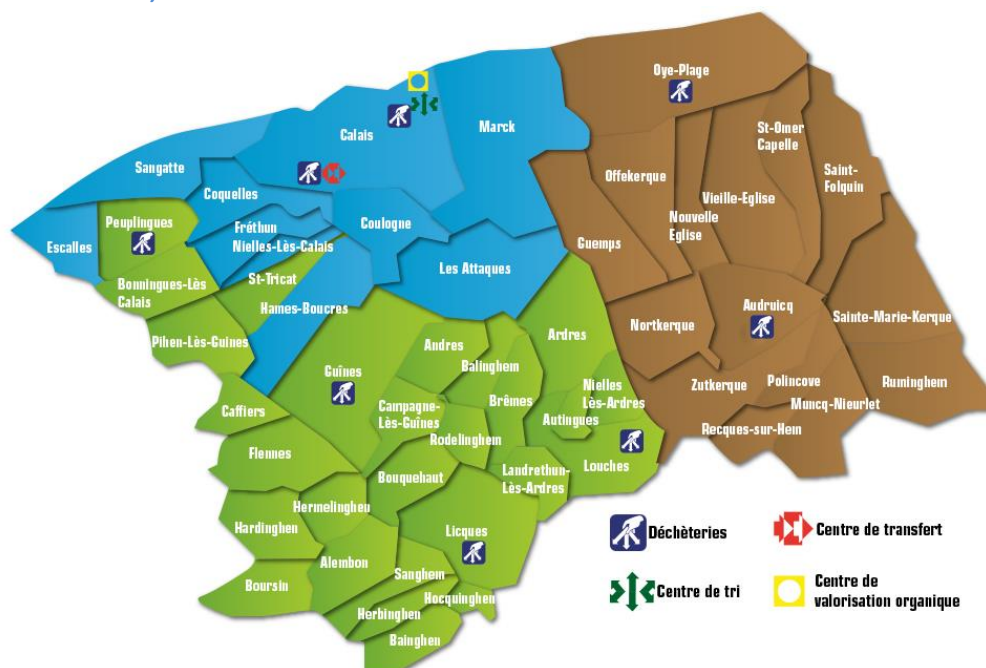 Oye-Plage
Calais
Marck
St-Omer
Capelle
Sangatte
Saint-
Folquin
Offekerque
Coquelles
Vieille-Eglise
Peuplingues
Fréthun
Coulogne
Nouvelle
Eglise
Escalles
Nielles-Lès-Calais
Guemps
St-Tricat
Les Attaques
Bonningues-Lès
Calais
Hames-Boucres
Audruicq
Sainte-Marie-Kerque
Nortkerque
Pihen-Lès-Guines
Andres
Ardres
Balinghem
Guînes
Nielles
Lès-Ardres
Zutkerque
Polincove
Ruminghem
Brêmes
Muncq-Nieurlet
Caffiers
Campagne-
Lès-Guînes
Autingues
Recques-sur-Hem
Rodelinghem
Fiennes
Louches
Landrethun-
Lès-Ardres
Bouquehaut
Hermelinghen
Hardinghen
Licques
Alembon
Sanghem
Boursin
Hocquinghen
Herbinghen
Bainghen
Déchèteries
Centre de transfert
Centre de tri
Centre de
valorisation organique